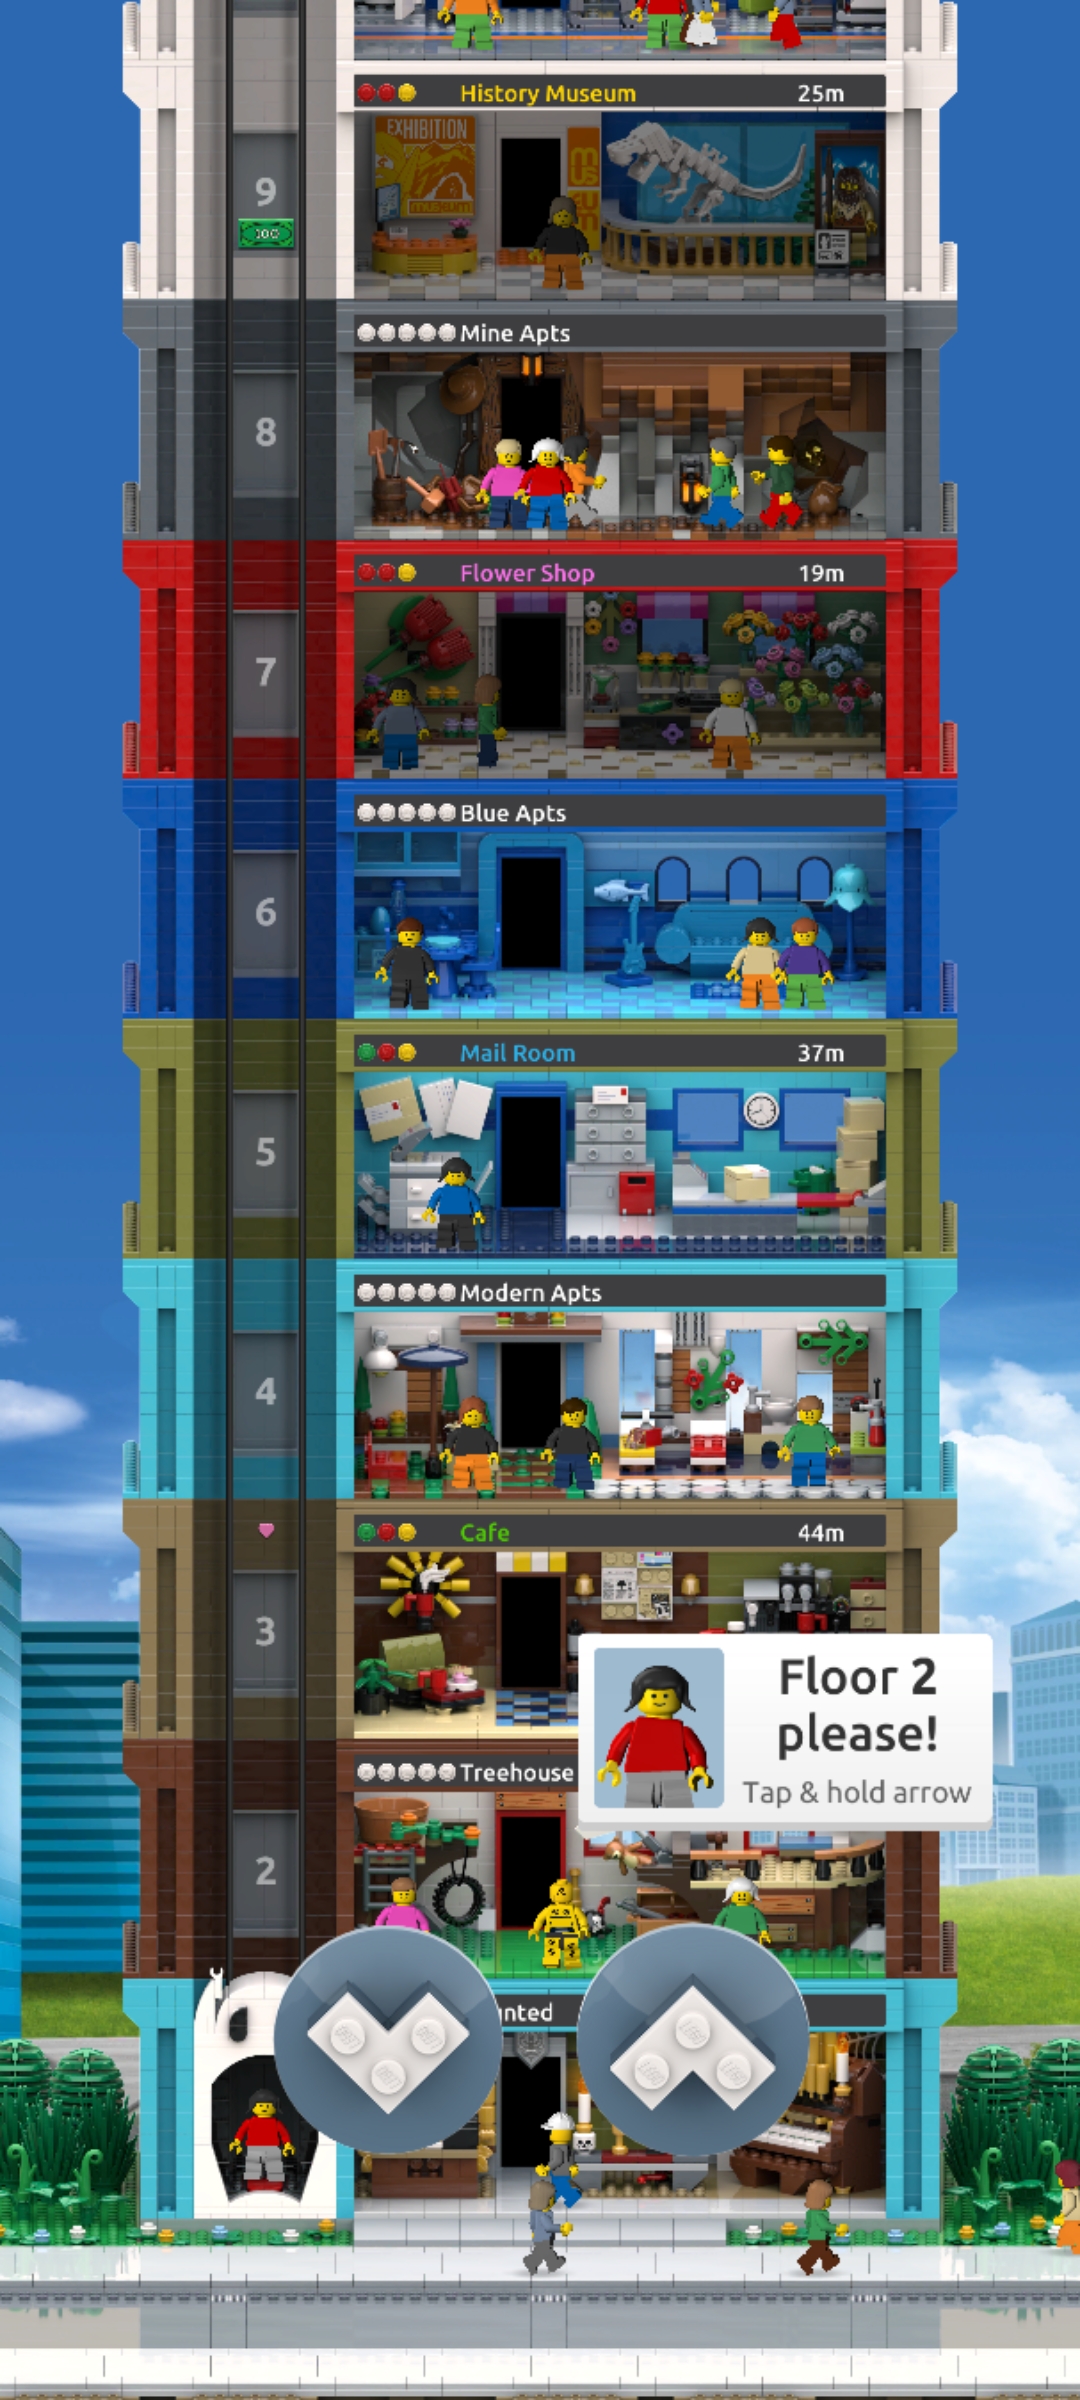 History Museum 25m
EXHIBITION
museum
9
100
Mine Apts
8
Flower Shop 19m
7
Blue Apts
6
Mail Room 37m
5
Modern Apts
4
Cafe 44m
3
Floor 2
please!
Tap & hold arrow
Treehouse
2
nted